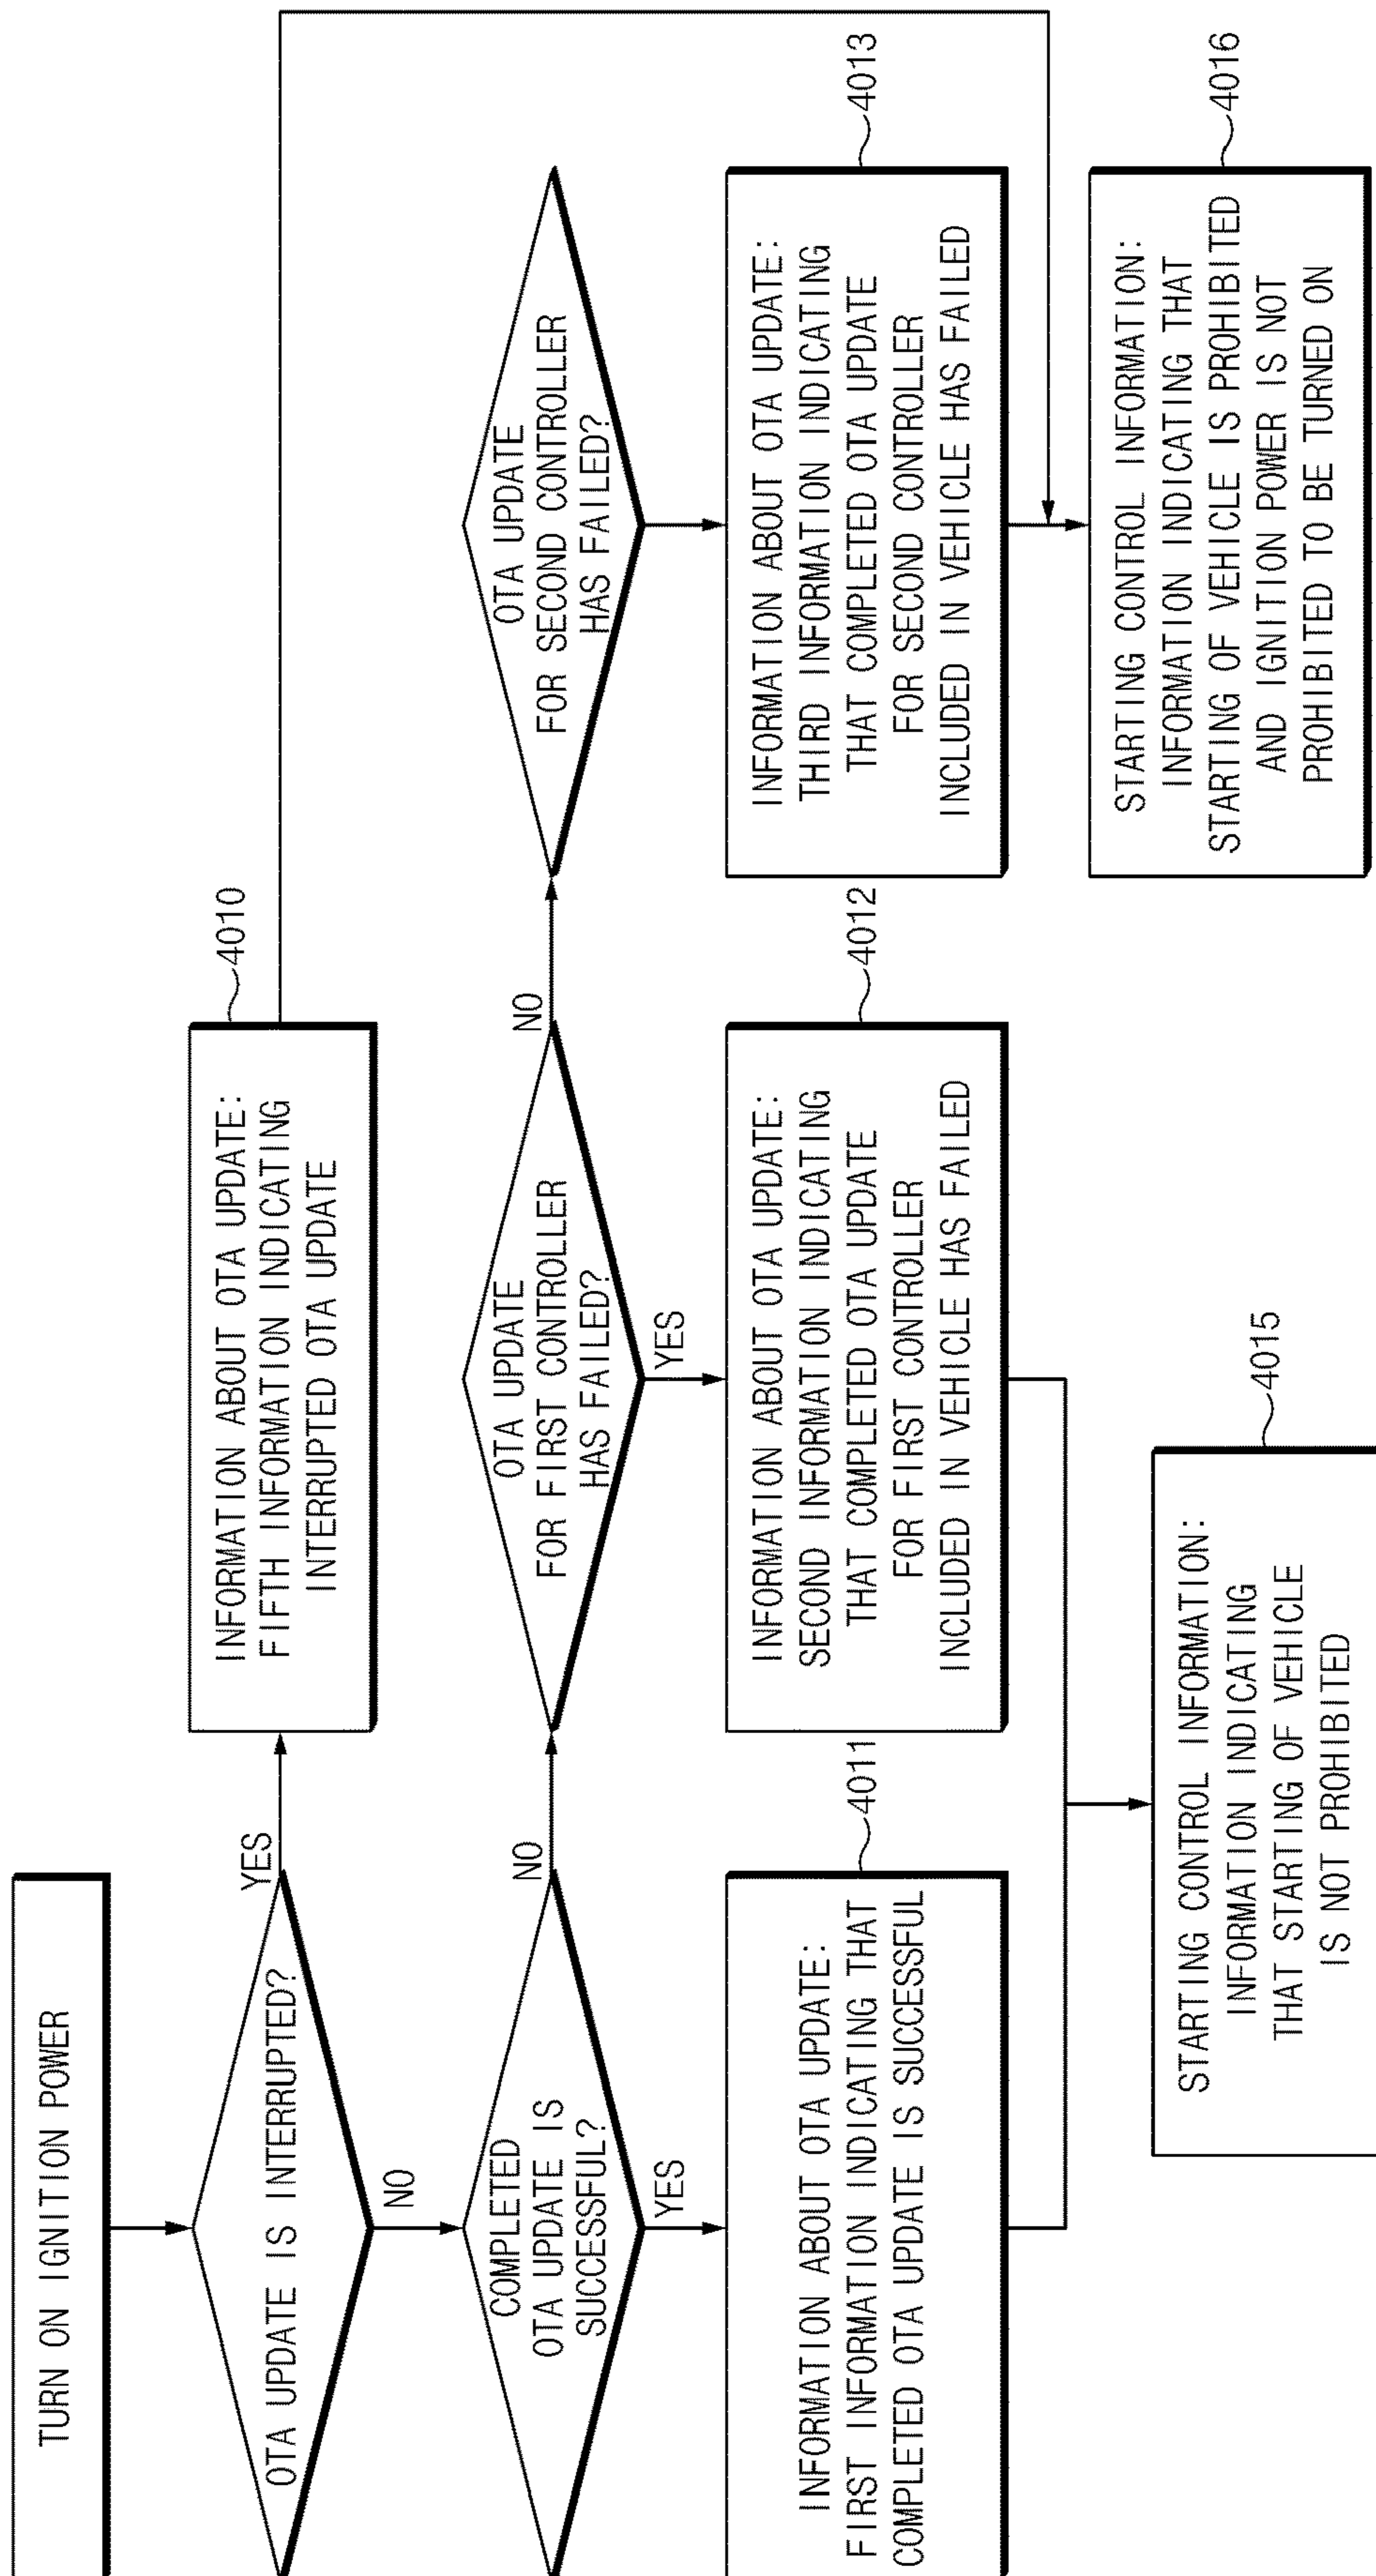 TURN ON IGNITION POWER
OTA UPDATE IS INTERRUPTED?
YES
NO
INFORMATION ABOUT OTA UPDATE:
FIFTH INFORMATION INDICATING
INTERRUPTED OTA UPDATE
4010
COMPLETED
OTA UPDATE IS
SUCCESSFUL?
NO
YES
OTA UPDATE
FOR FIRST CONTROLLER
HAS FAILED?
NO
YES
OTA UPDATE
FOR SECOND CONTROLLER
HAS FAILED?
INFORMATION ABOUT OTA UPDATE:
FIRST INFORMATION INDICATING THAT
COMPLETED OTA UPDATE IS SUCCESSFUL
4011
INFORMATION ABOUT OTA UPDATE:
SECOND INFORMATION INDICATING
THAT COMPLETED OTA UPDATE
FOR FIRST CONTROLLER
INCLUDED IN VEHICLE HAS FAILED
4012
INFORMATION ABOUT OTA UPDATE:
THIRD INFORMATION INDICATING
THAT COMPLETED OTA UPDATE
FOR SECOND CONTROLLER
INCLUDED IN VEHICLE HAS FAILED
4013
STARTING CONTROL INFORMATION:
INFORMATION INDICATING
THAT STARTING OF VEHICLE
IS NOT PROHIBITED
4015
STARTING CONTROL INFORMATION:
INFORMATION INDICATING THAT
STARTING OF VEHICLE IS PROHIBITED
AND IGNITION POWER IS NOT
PROHIBITED TO BE TURNED ON
4016